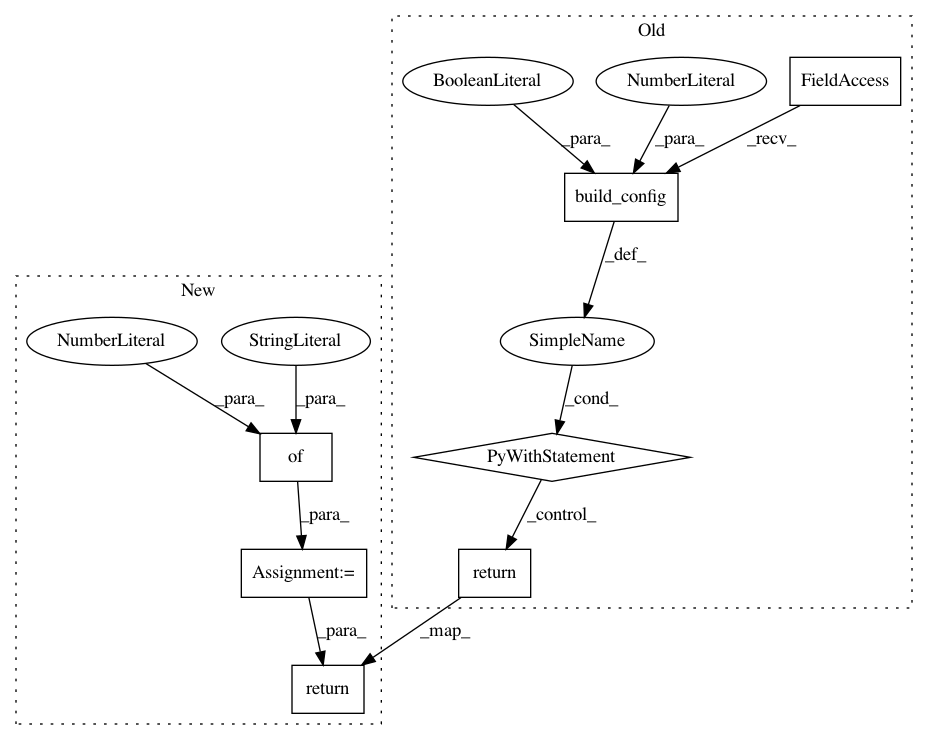 Old
BooleanLiteral
NumberLiteral
FieldAccess
_para_
_para_
_recv_
build_config
_def_
New
NumberLiteral
StringLiteral
SimpleName
_para_
_para_
_cond_
of
PyWithStatement
_para_
_control_
Assignment:=
return
_para_
_map_
return